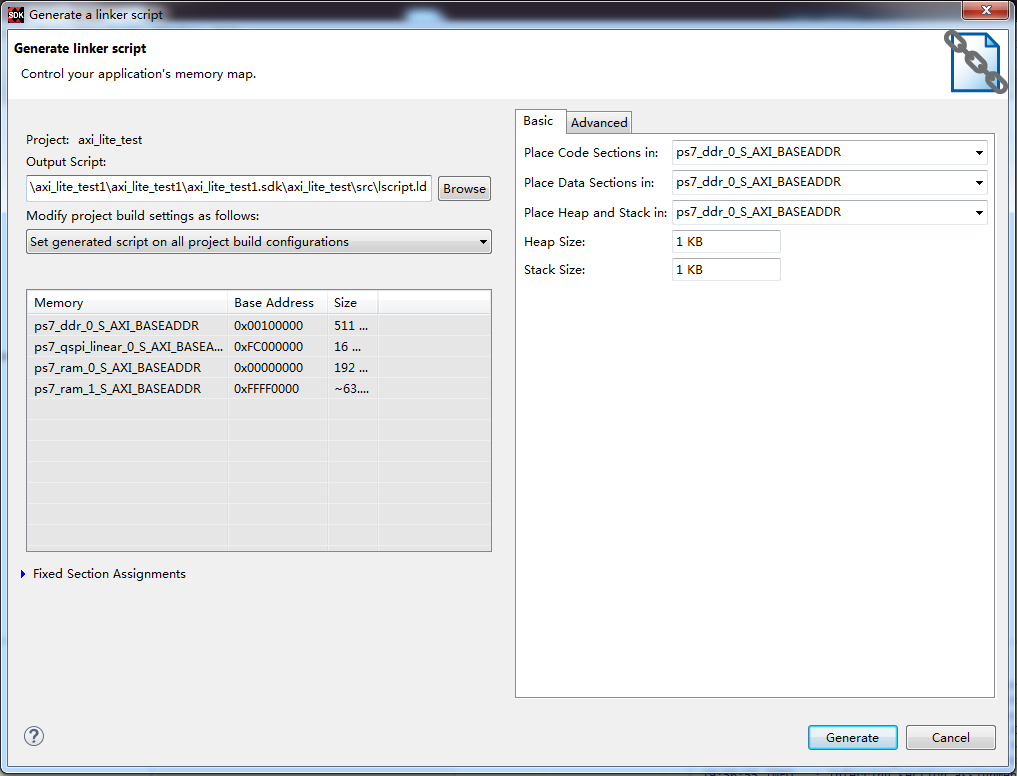 SDK Generate a linker script
Generate linker script
Control your application's memory map.
Project: axi_lite_test
Output Script:
\axi_lite_test1\axi_lite_test1\axi_lite_test1.sdk\axi_lite_test\src\lscript.ld Browse
Modify project build settings as follows:
Set generated script on all project build configurations
Memory Base Address Size
ps7_ddr_0_S_AXI_BASEADDR 0x00100000 511 ...
ps7_qspi_linear_0_S_AXI_BASEA... 0xFC000000 16 ...
ps7_ram_0_S_AXI_BASEADDR 0x00000000 192 ...
ps7_ram_1_S_AXI_BASEADDR 0xFFFF0000 ~63....
Fixed Section Assignments
Basic Advanced
Place Code Sections in: ps7_ddr_0_S_AXI_BASEADDR
Place Data Sections in: ps7_ddr_0_S_AXI_BASEADDR
Place Heap and Stack in: ps7_ddr_0_S_AXI_BASEADDR
Heap Size: 1 KB
Stack Size: 1 KB
?
Generate Cancel